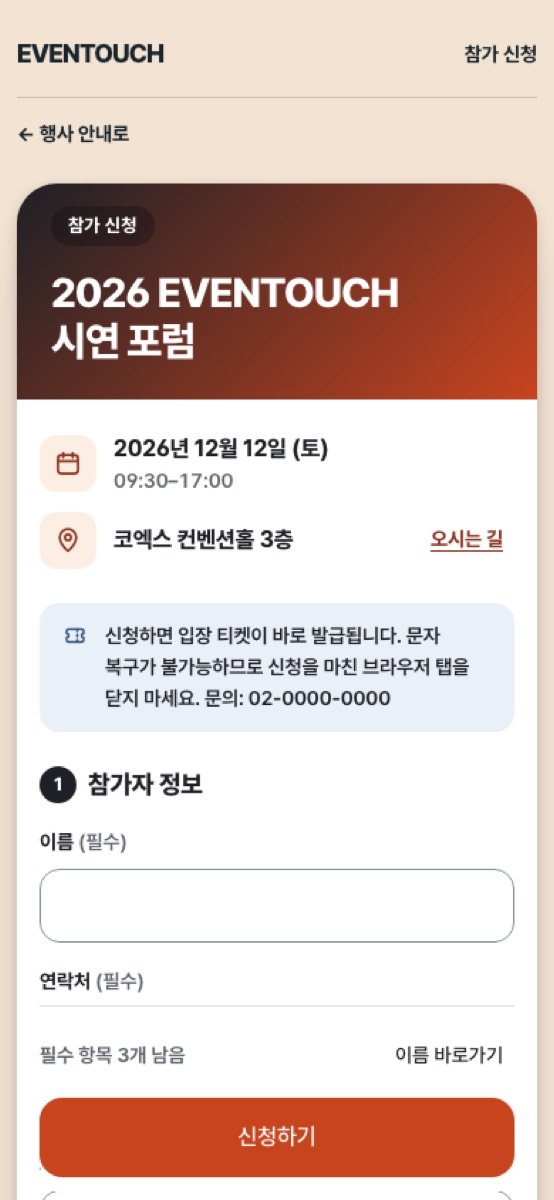 EVENTOUCH
참가 신청
← 행사 안내로
참가 신청
2026 EVENTOUCH
시연 포럼
2026년 12월 12일 (토)
09:30–17:00
코엑스 컨벤션홀 3층
오시는 길
신청하면 입장 티켓이 바로 발급됩니다. 문자
복구가 불가능하므로 신청을 마친 브라우저 탭을
닫지 마세요. 문의: 02-0000-0000
1 참가자 정보
이름 (필수)
연락처 (필수)
필수 항목 3개 남음
이름 바로가기
신청하기